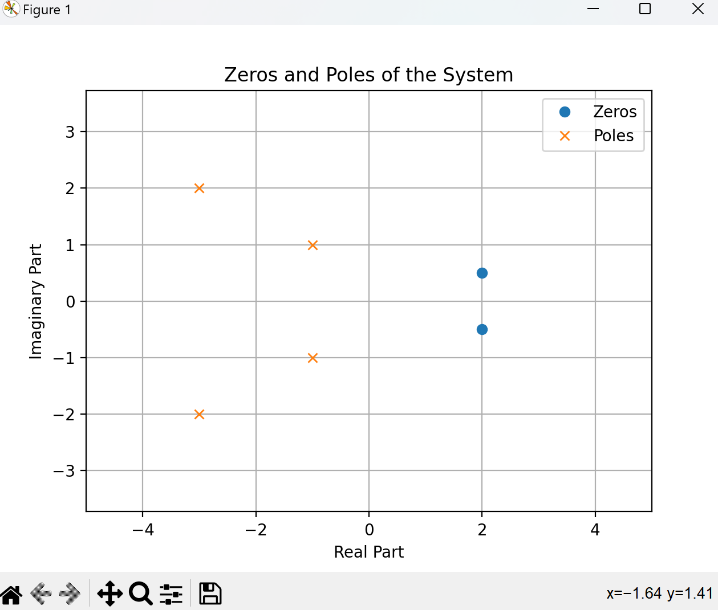 Figure 1
Zeros and Poles of the System
Zeros
Poles
3
2
1
0
−1
−2
−3
Imaginary Part
−4 −2 0 2 4
Real Part
x=−1.64 y=1.41